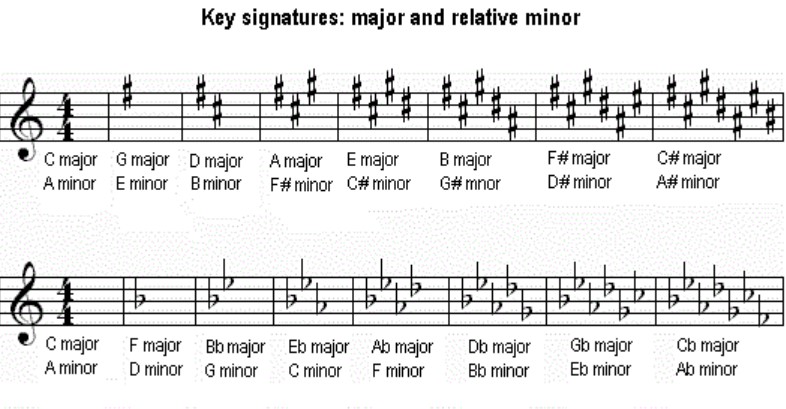 Key signatures: major and relative minor
4 4
C major G major D major A major E major B major F# major C# major
A minor E minor B minor F# minor C# minor G# mnor D# minor A# minor
4 4
C major F major Bb major Eb major Ab major Db major Gb major Cb major
A minor D minor G minor C minor F minor Bb minor Eb minor Ab minor